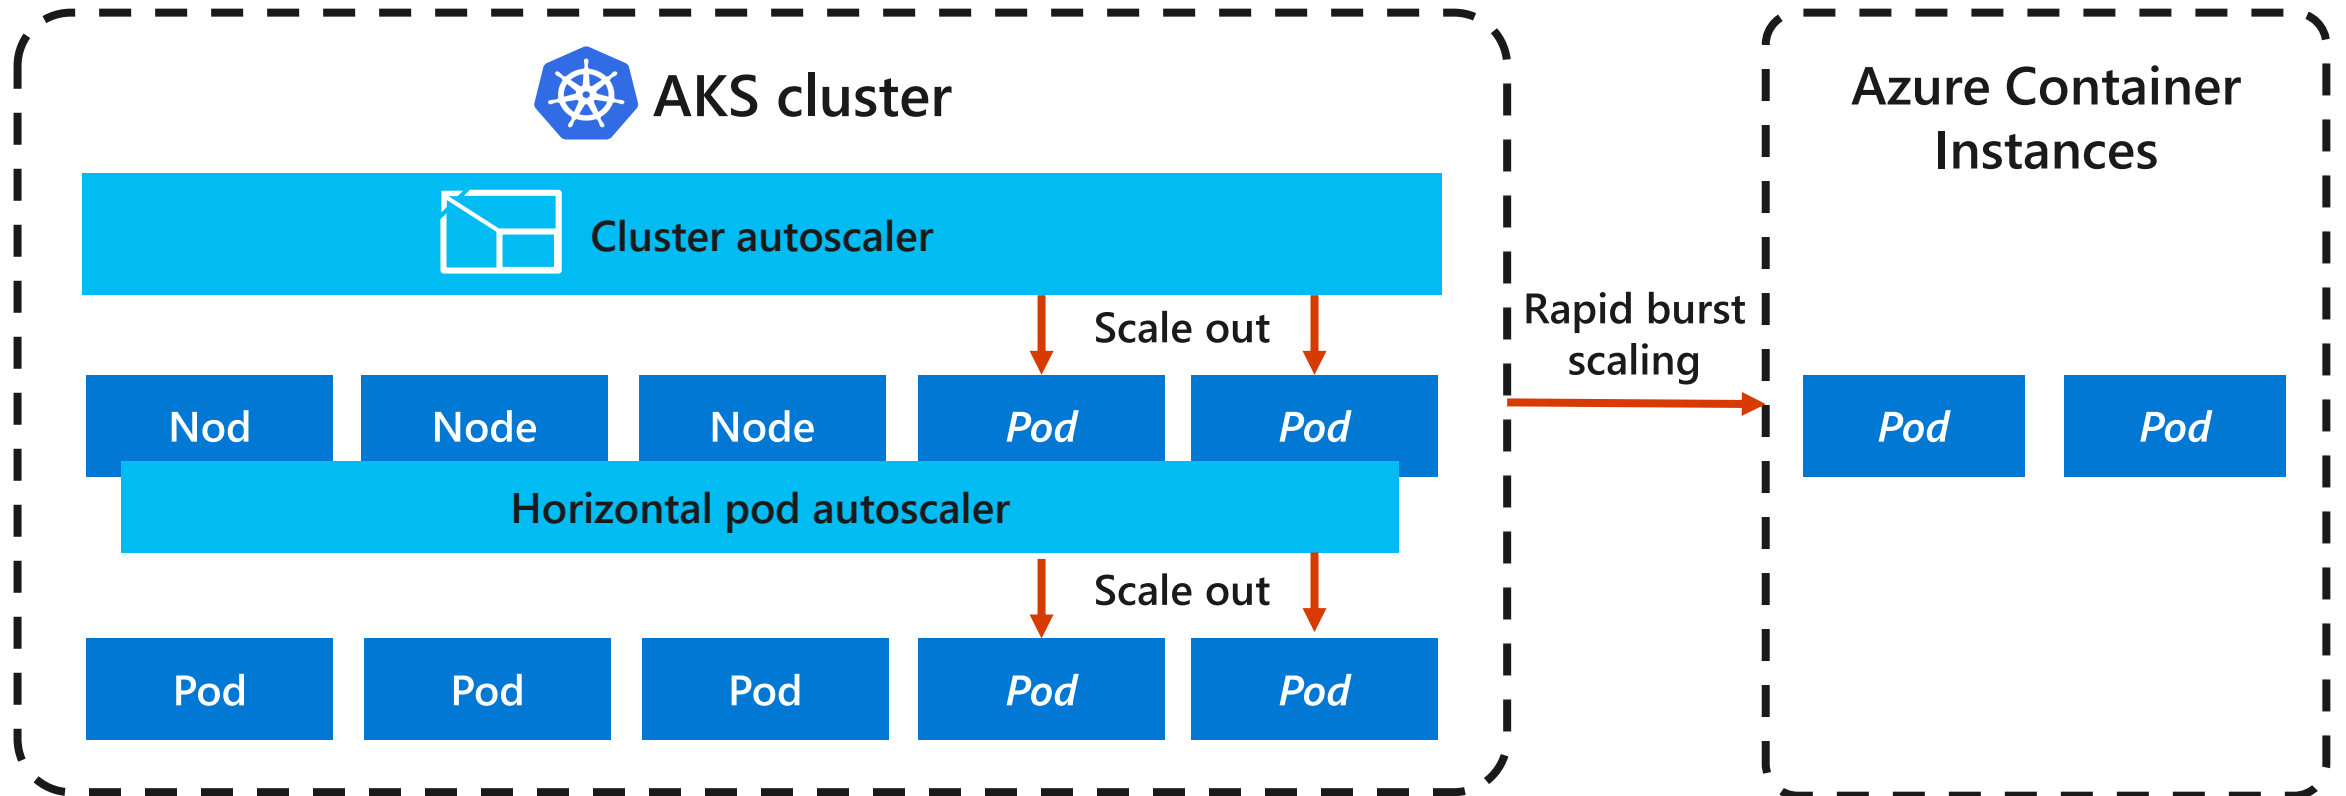 AKS cluster
Cluster autoscaler
Scale out
Nod
Node
Node
Pod
Pod
Horizontal pod autoscaler
Scale out
Pod
Pod
Pod
Pod
Pod
Rapid burst
scaling
Azure Container
Instances
Pod
Pod